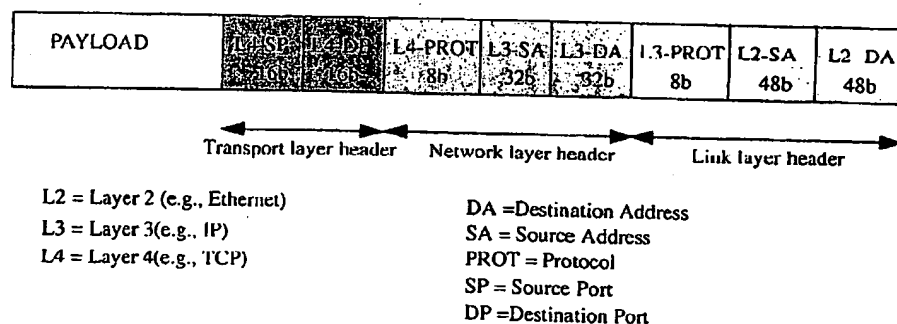 PAYLOAD
L4-SP
16b
L4-DP
16b
L4-PROT
8b
L3-SA
32b
L3-DA
32b
L3-PROT
8b
L2-SA
48b
L2 DA
48b
Transport layer header
Network layer header
Link layer header
L2 = Layer 2 (e.g., Ethernet)
L3 = Layer 3(e.g., IP)
L4 = Layer 4(e.g., TCP)
DA =Destination Address
SA = Source Address
PROT = Protocol
SP = Source Port
DP =Destination Port